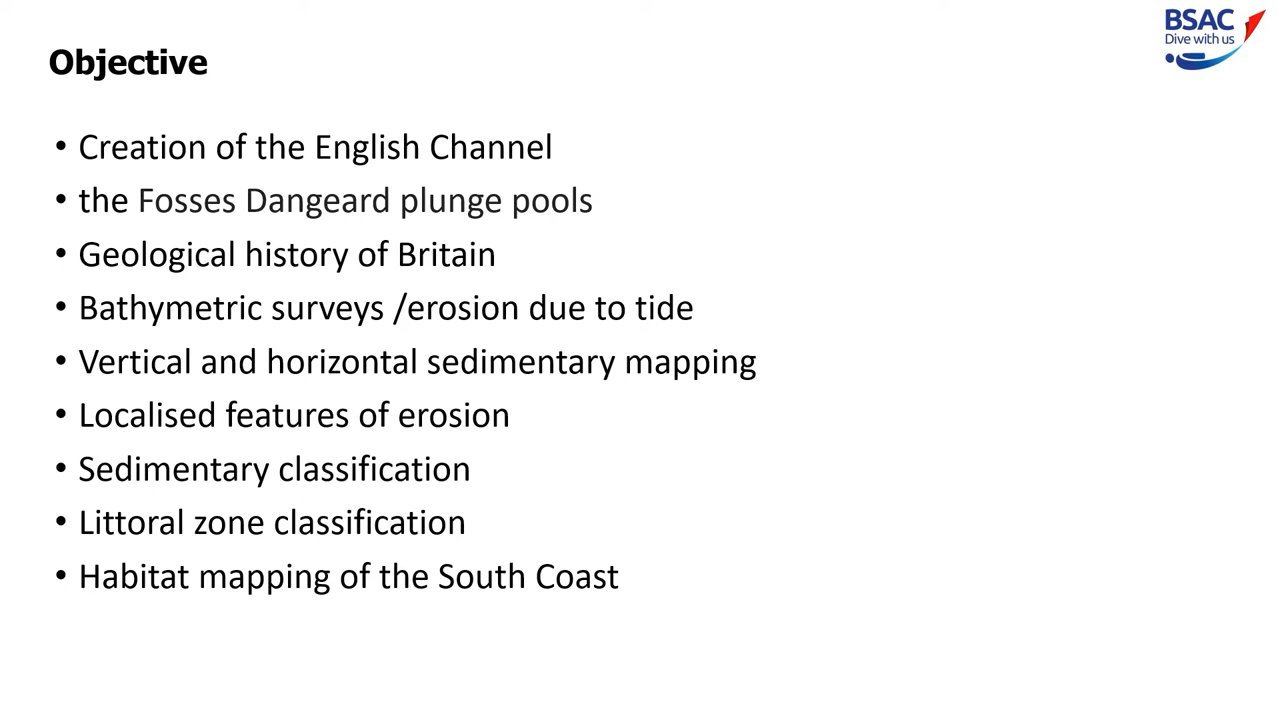 BSAC
Dive with us
Objective
• Creation of the English Channel
• the Fosses Dangeard plunge pools
• Geological history of Britain
• Bathymetric surveys /erosion due to tide
• Vertical and horizontal sedimentary mapping
• Localised features of erosion
• Sedimentary classification
• Littoral zone classification
• Habitat mapping of the South Coast